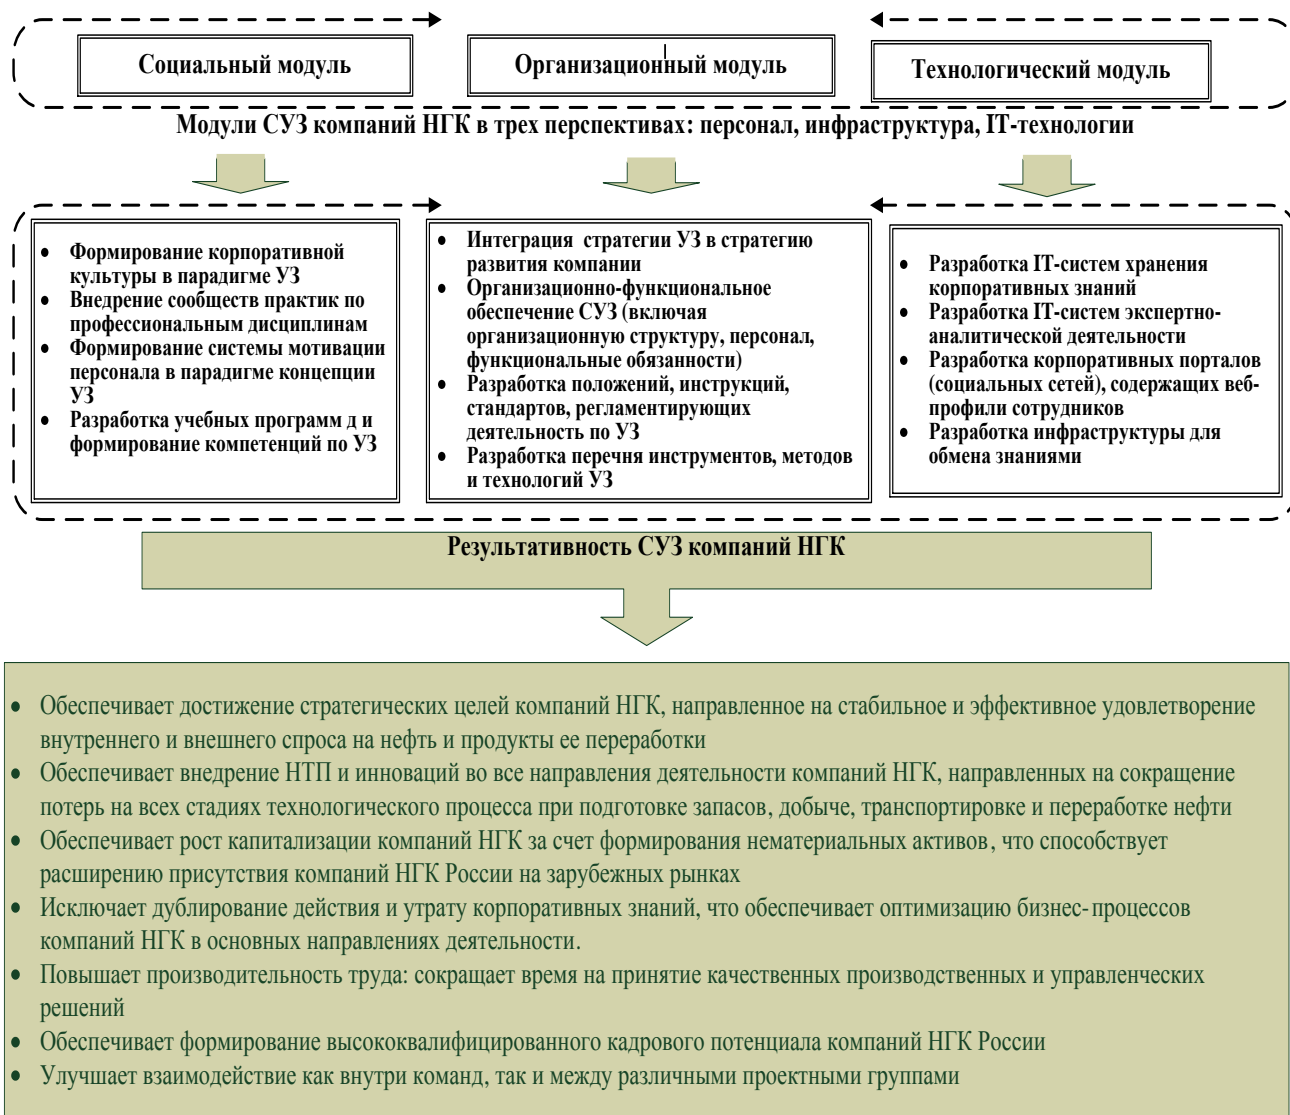 Социальный модуль
Организационный модуль
Технологический модуль
Модули СУЗ компаний НГК в трех перспективах: персонал, инфраструктура, IT-технологии
• Формирование корпоративной
культуры в парадигме УЗ
• Внедрение сообществ практик по
профессиональным дисциплинам
• Формирование системы мотивации
персонала в парадигме концепции
УЗ
• Разработка учебных программ д и
формирование компетенций по УЗ
• Интеграция стратегии УЗ в стратегию
развития компании
• Организационно-функциональное
обеспечение СУЗ (включая
организационную структуру, персонал,
функциональные обязанности)
• Разработка положений, инструкций,
стандартов, регламентирующих
деятельность по УЗ
• Разработка перечня инструментов, методов
и технологий УЗ
• Разработка IT-систем хранения
корпоративных знаний
• Разработка IT-систем экспертно-
аналитической деятельности
• Разработка корпоративных порталов
(социальных сетей), содержащих веб-
профили сотрудников
• Разработка инфраструктуры для
обмена знаниями
Результативность СУЗ компаний НГК
• Обеспечивает достижение стратегических целей компаний НГК, направленное на стабильное и эффективное удовлетворение
внутреннего и внешнего спроса на нефть и продукты ее переработки
• Обеспечивает внедрение НТП и инноваций во все направления деятельности компаний НГК, направленных на сокращение
потерь на всех стадиях технологического процесса при подготовке запасов, добыче, транспортировке и переработке нефти
• Обеспечивает рост капитализации компаний НГК за счет формирования нематериальных активов, что способствует
расширению присутствия компаний НГК России на зарубежных рынках
• Исключает дублирование действия и утрату корпоративных знаний, что обеспечивает оптимизацию бизнес-процессов
компаний НГК в основных направлениях деятельности.
• Повышает производительность труда: сокращает время на принятие качественных производственных и управленческих
решений
• Обеспечивает формирование высококвалифицированного кадрового потенциала компаний НГК России
• Улучшает взаимодействие как внутри команд, так и между различными проектными группами